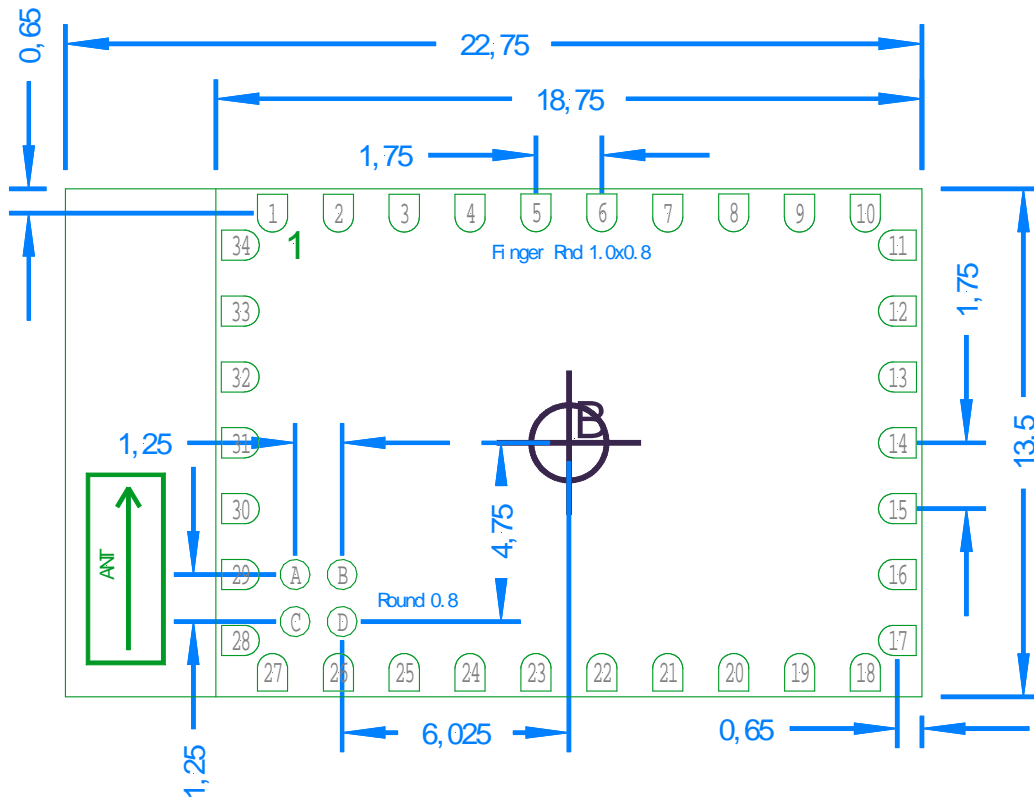 0,65
22,75
18,75
1,75
1 2 3 4 5 6 7 8 9 10
34 1 Finger Rnd 1.0x0.8 11
1,75
33 12
32 13
B
1,25 31 14
13.5
30 4,75 15
ANT
29 A B 16
C D Round 0.8
28 17
27 26 25 24 23 22 21 20 19 18
6,025 0,65
1,25